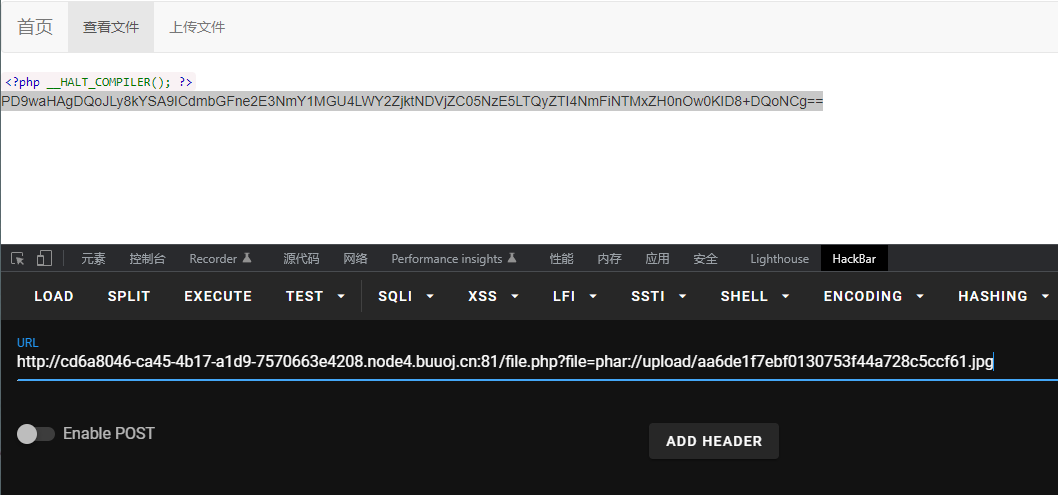 首页 查看文件 上传文件
<?php __HALT_COMPILER(); ?>
PD9waHAgDQoJLy8kYSA9ICdmbGFne2E3NmY1MGU4LWY2ZjktNDVjZC05NzE5LTQyZTI4NmFiNTMxZH0nOw0KID8+DQoNCg==
元素 控制台 Recorder 源代码 网络 Performance insights 性能 内存 应用 安全 Lighthouse HackBar
LOAD SPLIT EXECUTE TEST SQLI XSS LFI SSTI SHELL ENCODING HASHING
URL
http://cd6a8046-ca45-4b17-a1d9-7570663e4208.node4.buuoj.cn:81/file.php?file=phar://upload/aa6de1f7ebf0130753f44a728c5ccf61.jpg
Enable POST ADD HEADER